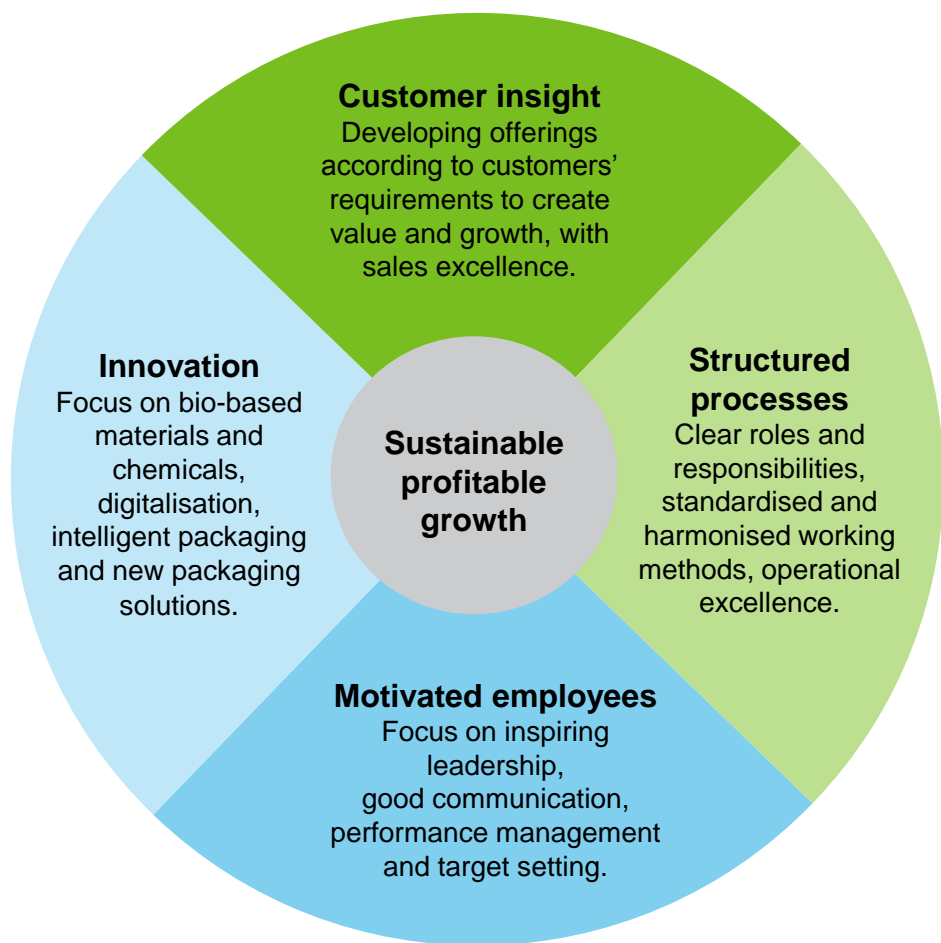 Customer insight
Developing offerings
according to customers’
requirements to create
value and growth, with
sales excellence.
Innovation
Focus on bio-based
materials and
chemicals,
digitalisation,
intelligent packaging
and new packaging
solutions.
Sustainable
profitable
growth
Structured
processes
Clear roles and
responsibilities,
standardised and
harmonised working
methods, operational
excellence.
Motivated employees
Focus on inspiring
leadership,
good communication,
performance management
and target setting.